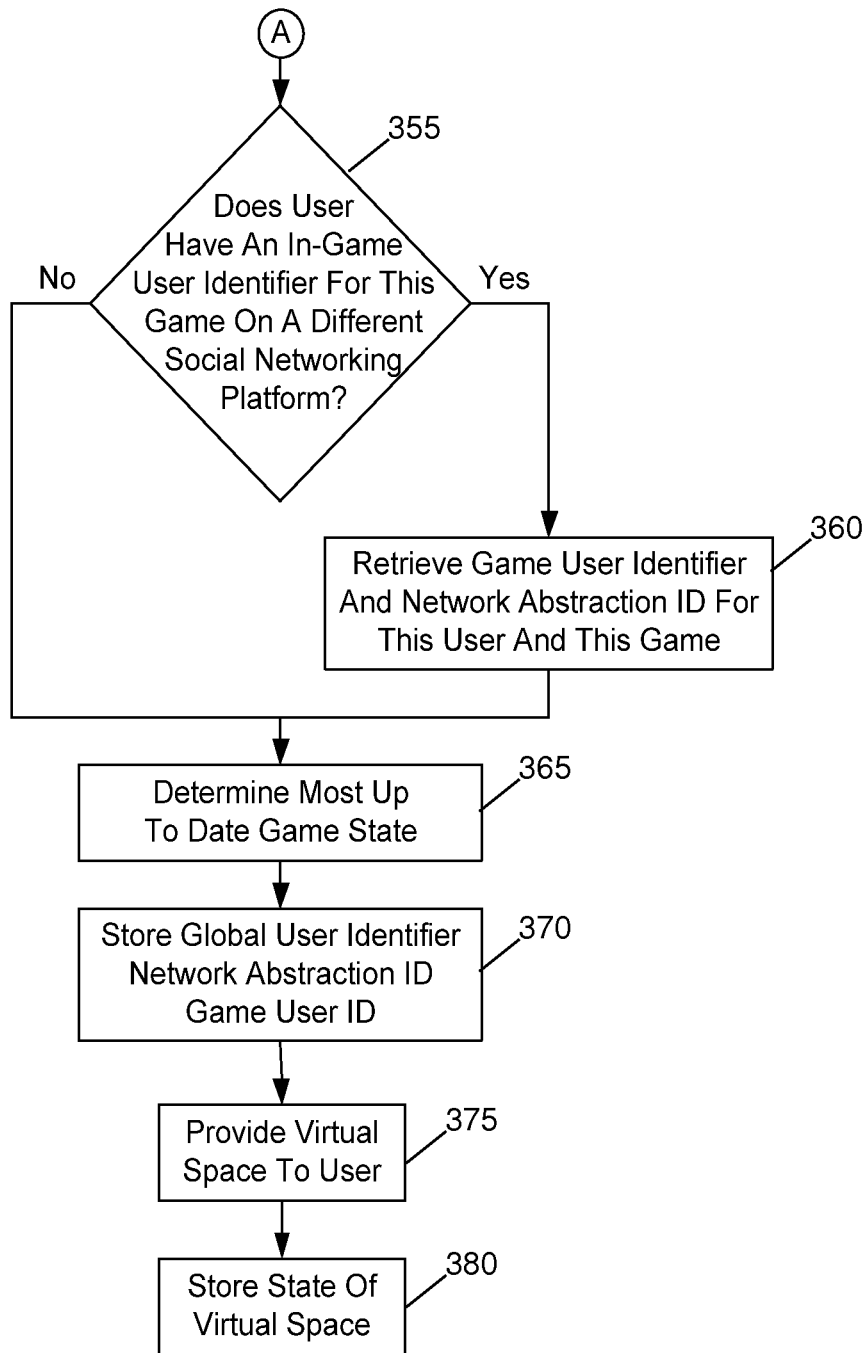 A
355
Does User
Have An In-Game
User Identifier For This
Game On A Different
Social Networking
Platform?
No
Yes
360
Retrieve Game User Identifier
And Network Abstraction ID For
This User And This Game
365
Determine Most Up
To Date Game State
370
Store Global User Identifier
Network Abstraction ID
Game User ID
375
Provide Virtual
Space To User
380
Store State Of
Virtual Space